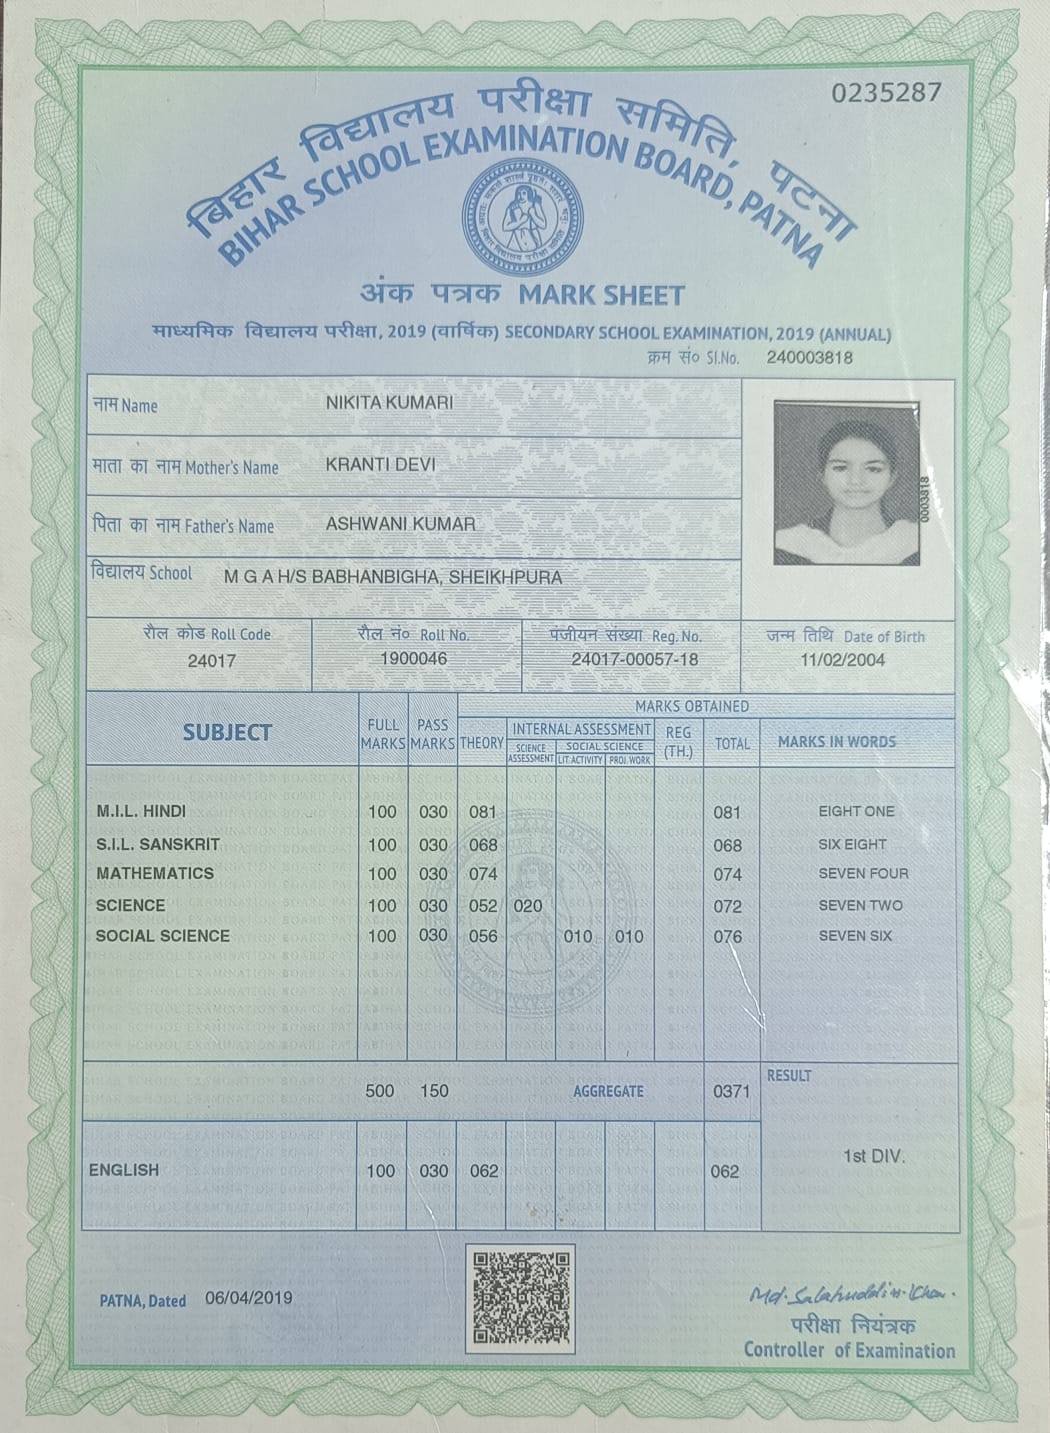 0235287
बिहार विद्यालय परीक्षा समिति, पटना
BIHAR SCHOOL EXAMINATION BOARD, PATNA
अंक पत्रक MARK SHEET
माध्यमिक विद्यालय परीक्षा, 2019 (वार्षिक) SECONDARY SCHOOL EXAMINATION, 2019 (ANNUAL)
क्रम सं० Sl.No. 240003818
नाम Name NIKITA KUMARI
माता का नाम Mother's Name KRANTI DEVI
पिता का नाम Father's Name ASHWANI KUMAR
0003818
विद्यालय School M G A H/S BABHANBIGHA, SHEIKHPURA
रौल कोड Roll Code रौल नं० Roll No. पंजीयन संख्या Reg. No. जन्म तिथि Date of Birth
24017 1900046 24017-00057-18 11/02/2004
SUBJECT FULL MARKS PASS MARKS MARKS OBTAINED
THEORY INTERNAL ASSESSMENT REG (TH.) TOTAL MARKS IN WORDS
SCIENCE ASSESSMENT SOCIAL SCIENCE
LIT.ACTIVITY PROJ.WORK
M.I.L. HINDI 100 030 081 081 EIGHT ONE
S.I.L. SANSKRIT 100 030 068 068 SIX EIGHT
MATHEMATICS 100 030 074 074 SEVEN FOUR
SCIENCE 100 030 052 020 072 SEVEN TWO
SOCIAL SCIENCE 100 030 056 010 010 076 SEVEN SIX
500 150 AGGREGATE 0371 RESULT
1st DIV.
ENGLISH 100 030 062 062
PATNA, Dated 06/04/2019
Md. Salahuddin Khan.
परीक्षा नियंत्रक
Controller of Examination